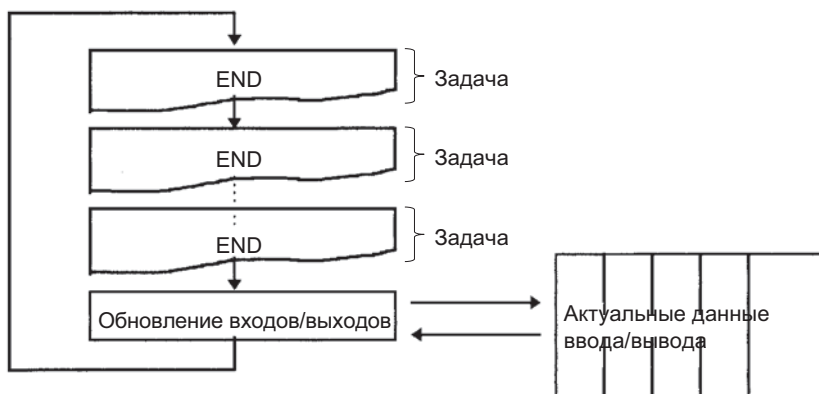 END
Задача
END
Задача
END
Задача
Обновление входов/выходов
Актуальные данные
ввода/вывода